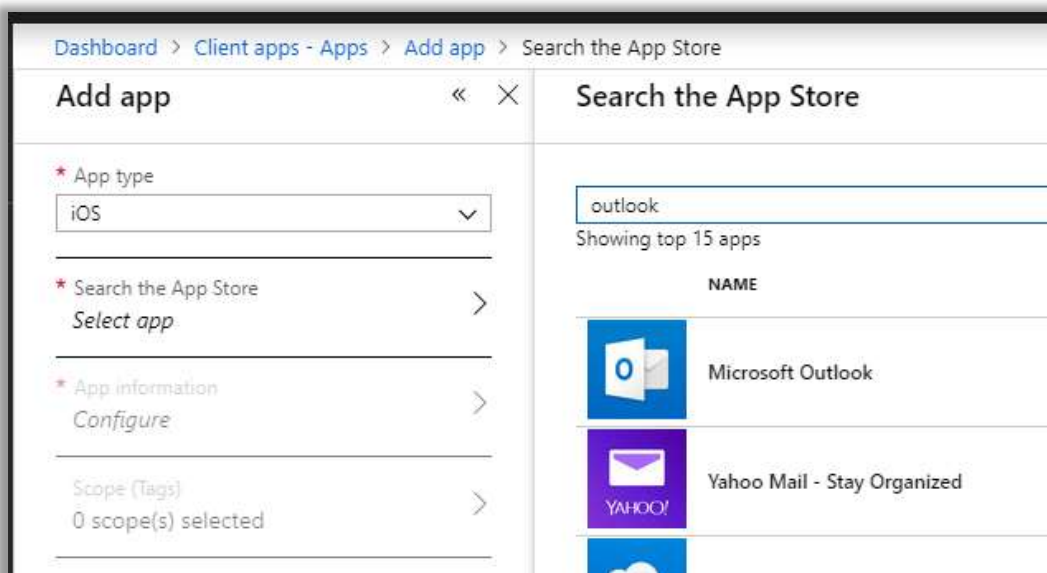 Dashboard > Client apps - Apps > Add app > Search the App Store
Add app
* App type
iOS
* Search the App Store
Select app
* App information
Configure
Scope (Tags)
0 scope(s) selected
Search the App Store
outlook
Showing top 15 apps
NAME
O
Microsoft Outlook
YAHOO!
Yahoo Mail - Stay Organized